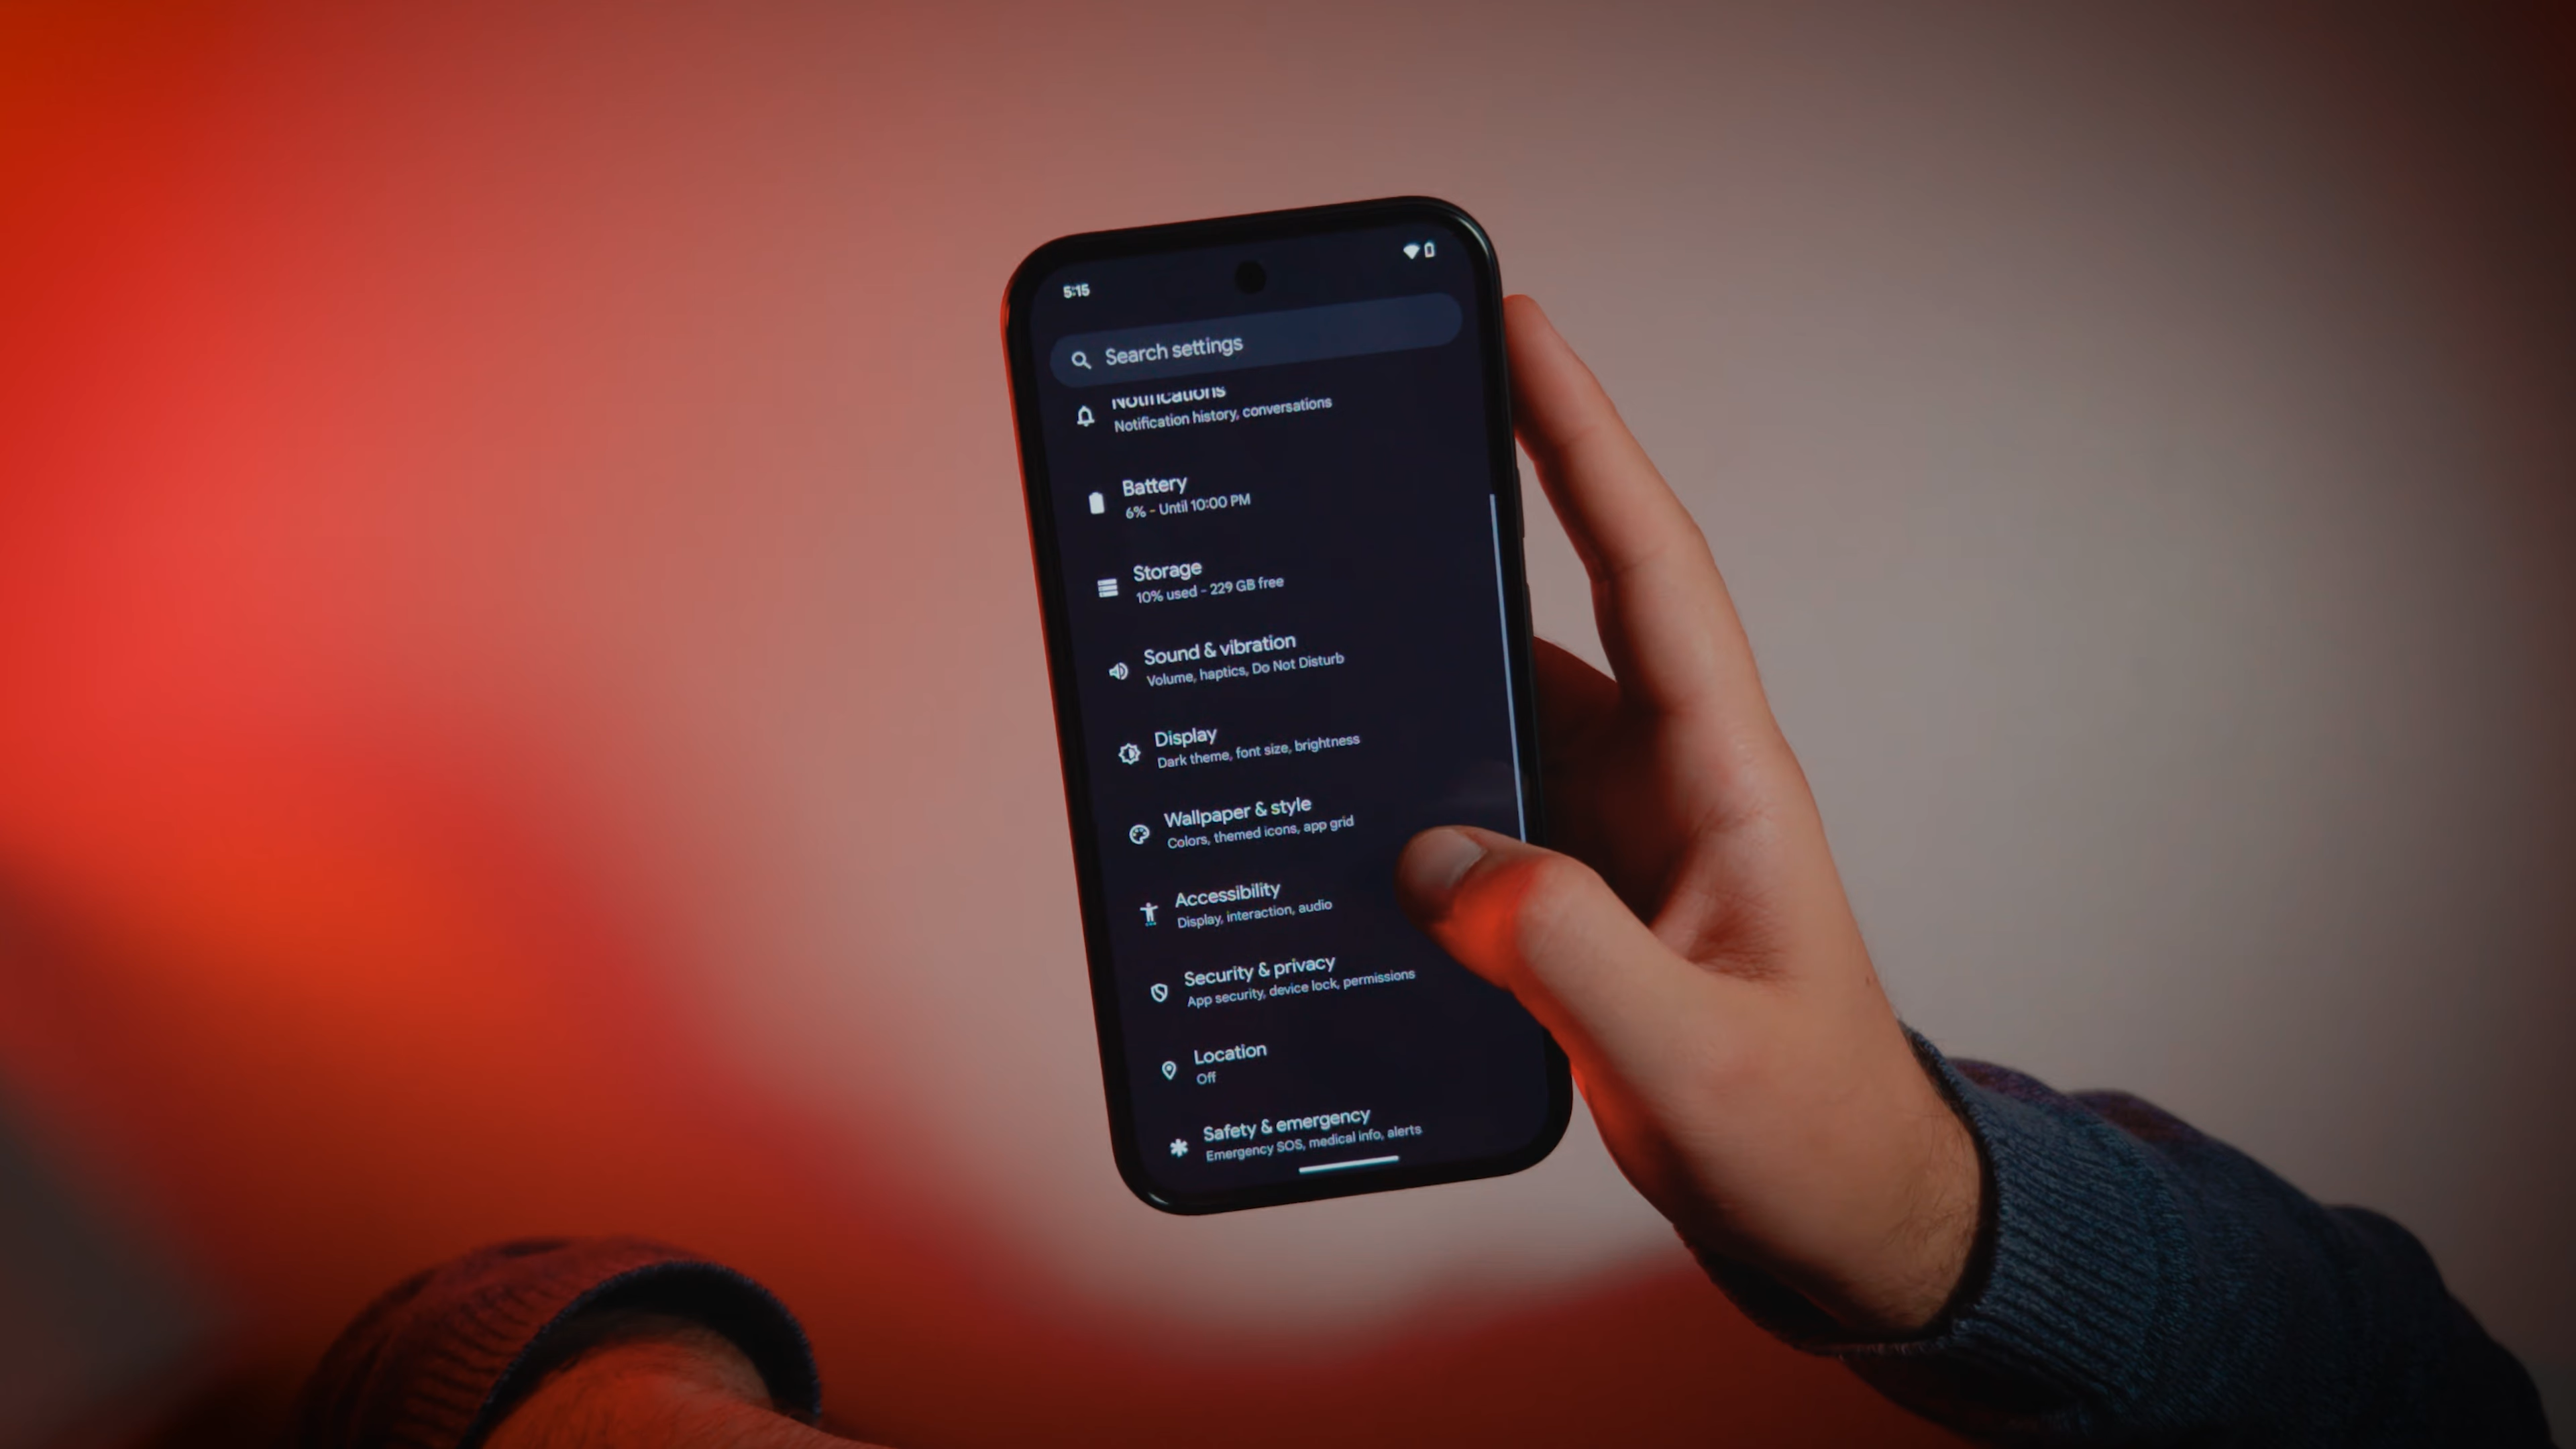 5:15
Search settings
Notifications
Notification history, conversations
Battery
6% - Until 10:00 PM
Storage
10% used - 229 GB free
Sound & vibration
Volume, haptics, Do Not Disturb
Display
Dark theme, font size, brightness
Wallpaper & style
Colors, themed icons, app grid
Accessibility
Display, interaction, audio
Security & privacy
App security, device lock, permissions
Location
Off
Safety & emergency
Emergency SOS, medical info, alerts